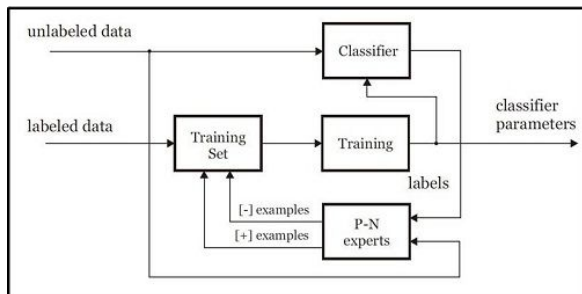 unlabeled data
Classifier
classifier
parameters
labeled data
Training
Set
Training
labels
[-] examples
[+] examples
P-N
experts